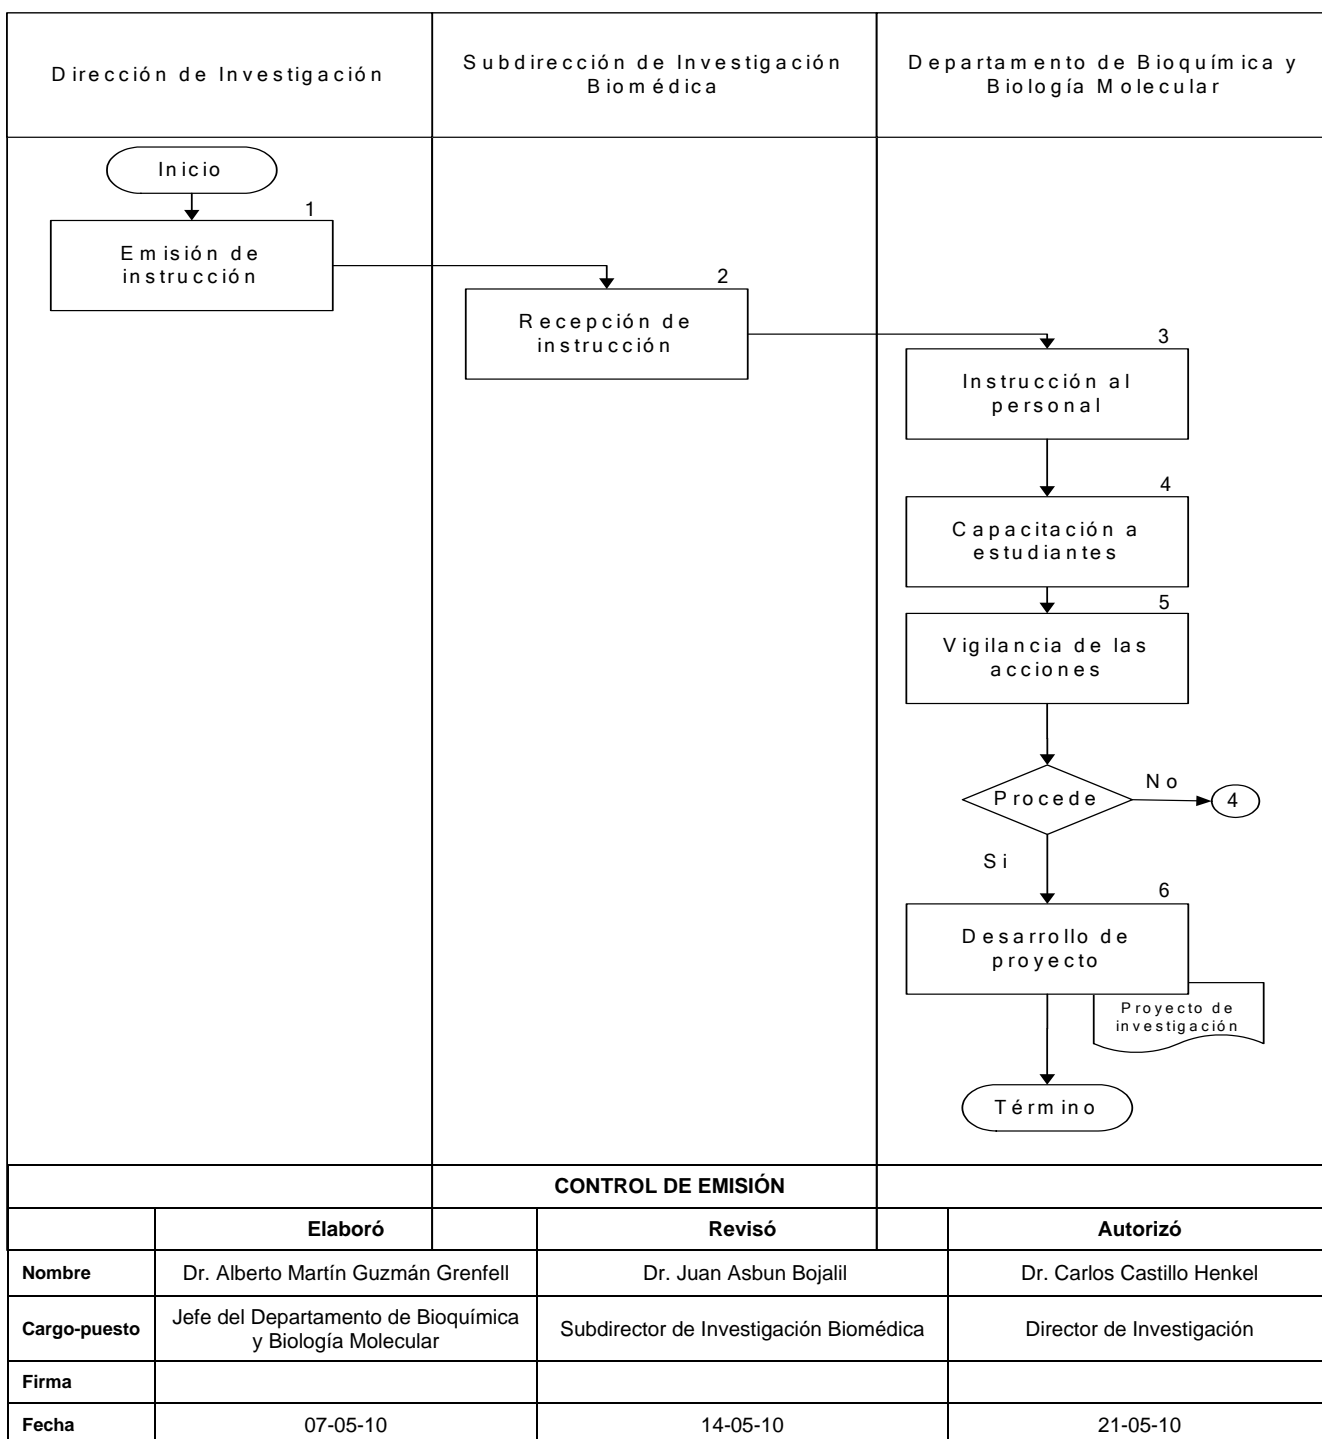 Dirección de Investigación
Subdirección de Investigación
Biomédica
Departamento de Bioquímica y
Biología Molecular
Inicio
1
Emisión de
instrucción
2
Recepción de
instrucción
3
Instrucción al
personal
4
Capacitación a
estudiantes
5
Vigilancia de las
acciones
Procede
No
4
Si
6
Desarrollo de
proyecto
Proyecto de
investigación
Término
CONTROL DE EMISIÓN
Elaboró Revisó Autorizó
Nombre Dr. Alberto Martín Guzmán Grenfell Dr. Juan Asbun Bojalil Dr. Carlos Castillo Henkel
Cargo-puesto Jefe del Departamento de Bioquímica
y Biología Molecular Subdirector de Investigación Biomédica Director de Investigación
Firma
Fecha 07-05-10 14-05-10 21-05-10